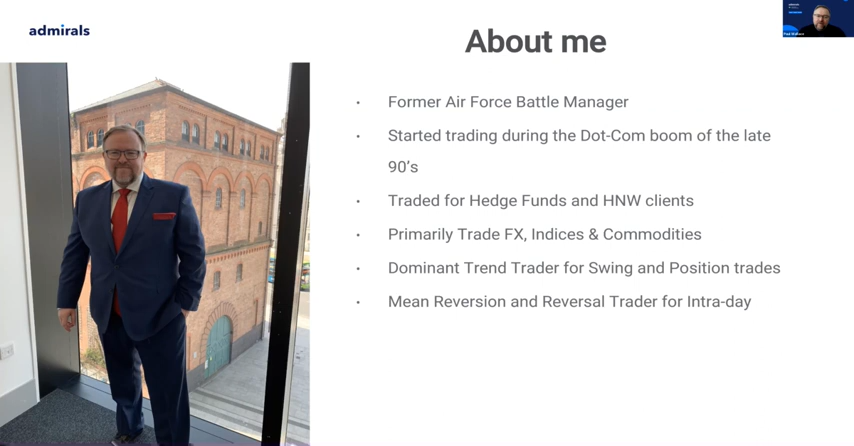 admirals
About me
• Former Air Force Battle Manager
• Started trading during the Dot-Com boom of the late
90’s
• Traded for Hedge Funds and HNW clients
• Primarily Trade FX, Indices & Commodities
• Dominant Trend Trader for Swing and Position trades
• Mean Reversion and Reversal Trader for Intra-day